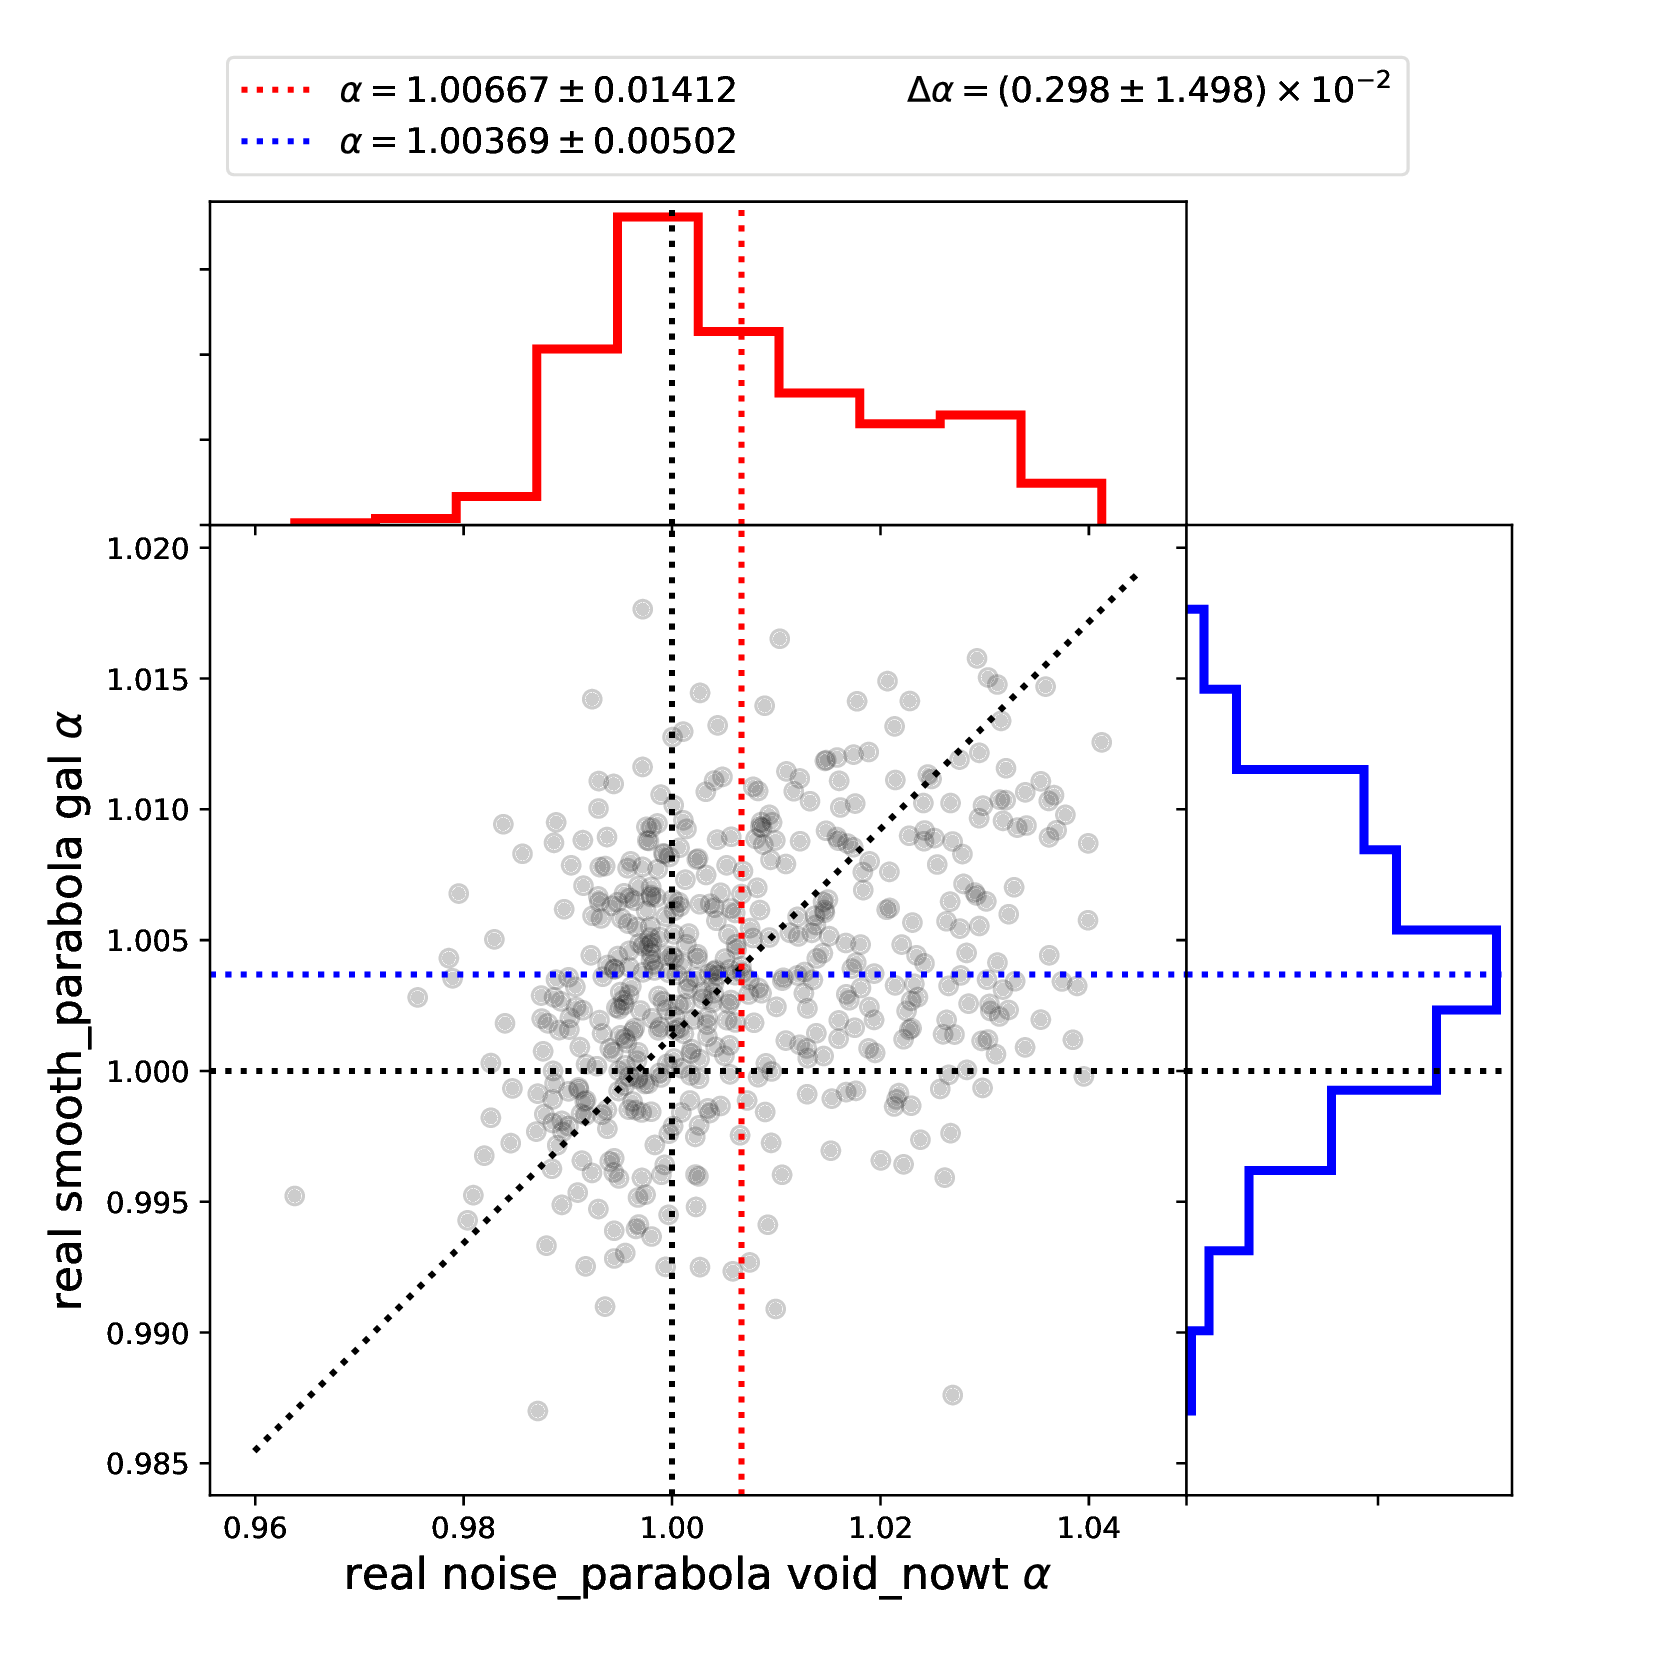 α = 1.00667 ± 0.01412
Δα = (0.298 ± 1.498) × 10⁻²
α = 1.00369 ± 0.00502
1.020
1.015
1.010
1.005
1.000
0.995
0.990
0.985
real smooth_parabola gal α
0.96 0.98 1.00 1.02 1.04
real noise_parabola void_nowt α